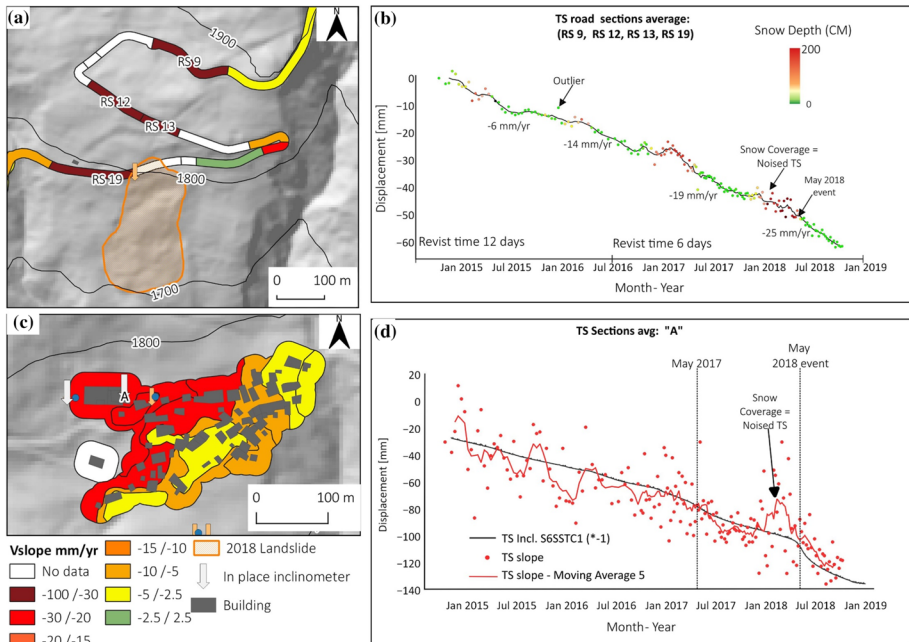 (a)
N
1900
RS 9
RS 12
RS 13
RS 19
1800
1700
0 100 m
(b)
TS road sections average:
(RS 9, RS 12, RS 13, RS 19)
Snow Depth (CM)
200
0
Outlier
-6 mm/yr
-14 mm/yr
-19 mm/yr
-25 mm/yr
Snow Coverage =
Noised TS
May 2018
event
Revist time 12 days
Revist time 6 days
Displacement [mm]
0
−10
−20
−30
−40
−50
−60
Jan 2015 Jul 2015 Jan 2016 Jul 2016 Jan 2017 Jul 2017 Jan 2018 Jul 2018 Jan 2019
Month- Year
(c)
N
1800
A
0 100 m
Vslope mm/yr
No data
-100 /-30
-30 /-20
-20 /-15
-15 /-10
-10 /-5
-5 /-2.5
-2.5 / 2.5
2018 Landslide
In place inclinometer
Building
(d)
TS Sections avg: "A"
May 2017
May
2018 event
Snow
Coverage =
Noised TS
Displacement [mm]
20
0
−20
−40
−60
−80
−100
−120
−140
TS Incl. S6SSTC1 (*-1)
TS slope
TS slope - Moving Average 5
Jan 2015 Jul 2015 Jan 2016 Jul 2016 Jan 2017 Jul 2017 Jan 2018 Jul 2018 Jan 2019
Month - Year